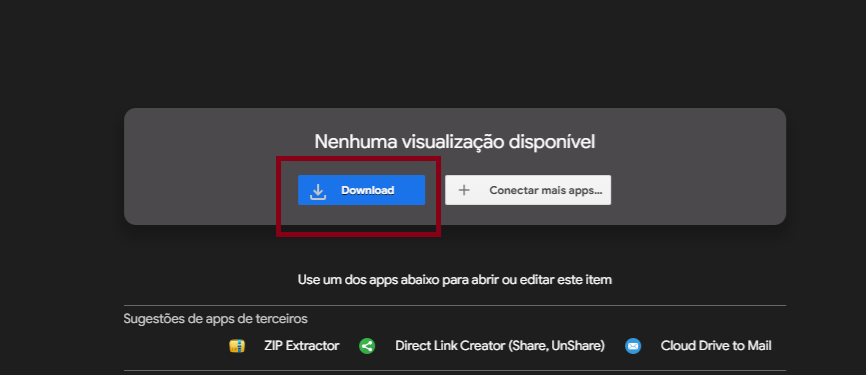 Nenhuma visualização disponível
Download
Conectar mais apps...
Use um dos apps abaixo para abrir ou editar este item
Sugestões de apps de terceiros
ZIP Extractor
Direct Link Creator (Share, UnShare)
Cloud Drive to Mail